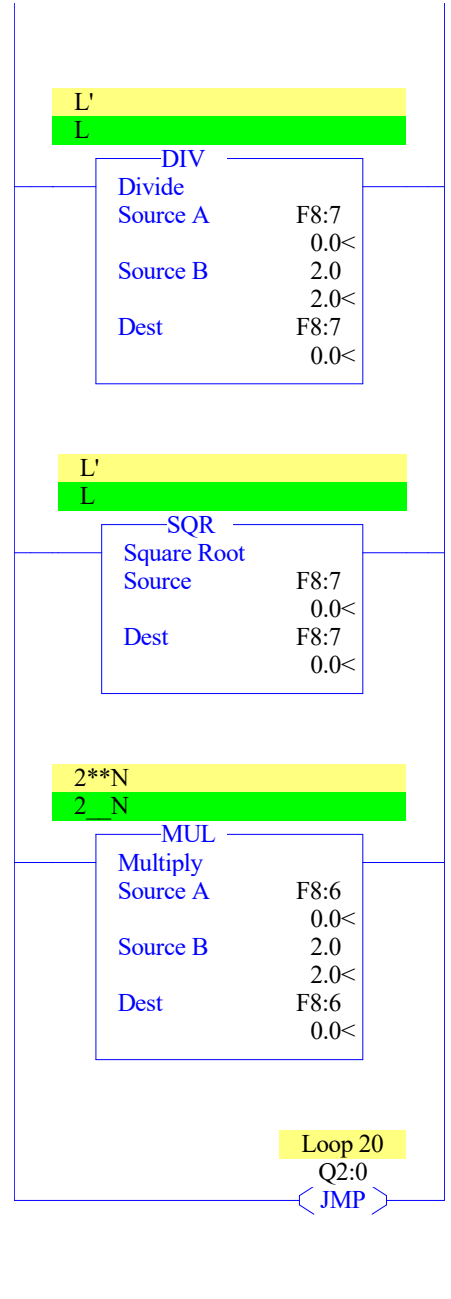 L'
L
DIV
Divide
Source A F8:7
0.0<
Source B 2.0
2.0<
Dest F8:7
0.0<
L'
L
SQR
Square Root
Source F8:7
0.0<
Dest F8:7
0.0<
2**N
2__N
MUL
Multiply
Source A F8:6
0.0<
Source B 2.0
2.0<
Dest F8:6
0.0<
Loop 20
Q2:0
JMP